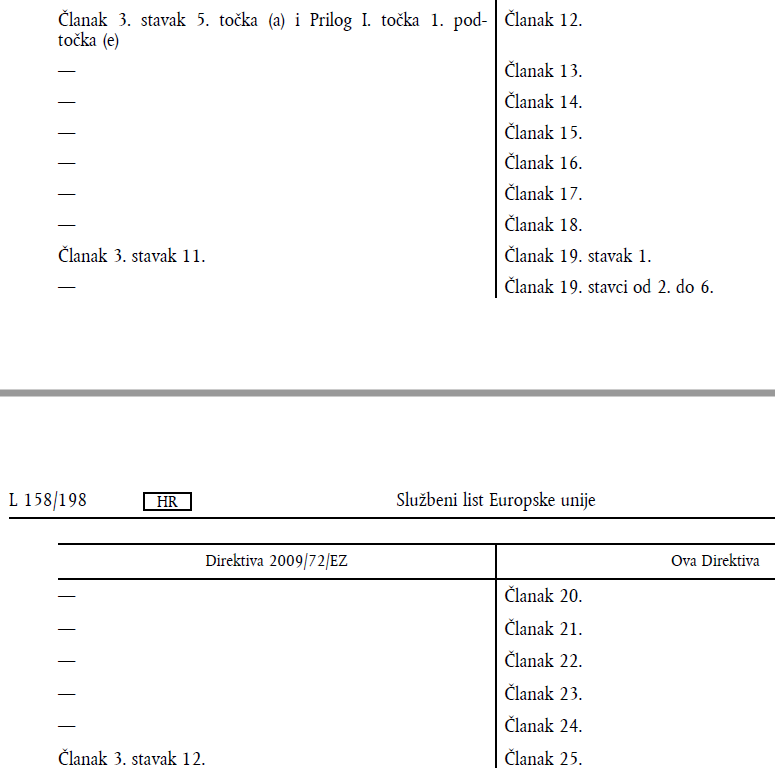 Članak 3. stavak 5. točka (a) i Prilog I. točka 1. pod- Članak 12.
točka (e)
— Članak 13.
— Članak 14.
— Članak 15.
— Članak 16.
— Članak 17.
— Članak 18.
Članak 3. stavak 11. Članak 19. stavak 1.
— Članak 19. stavci od 2. do 6.
L 158/198 HR Službeni list Europske unije
Direktiva 2009/72/EZ Ova Direktiva
— Članak 20.
— Članak 21.
— Članak 22.
— Članak 23.
— Članak 24.
Članak 3. stavak 12. Članak 25.